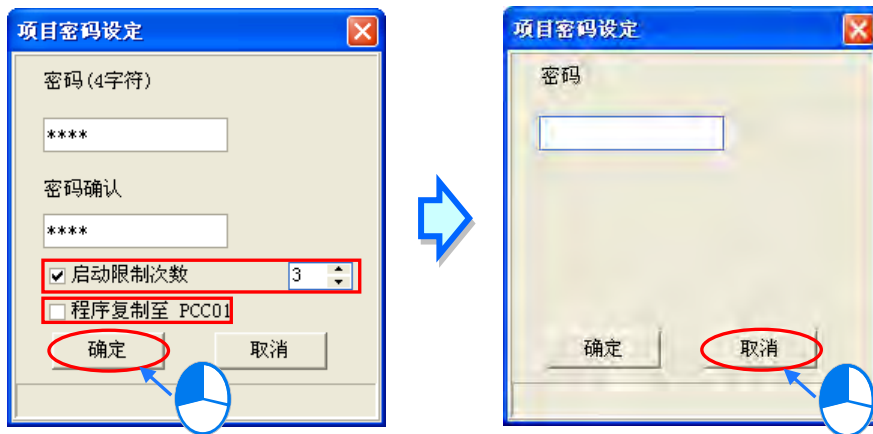 项目密码设定
密码(4字符)
****
密码确认
****
启动限制次数 3
程序复制至 PCC01
确定 取消
项目密码设定
密码
确定 取消